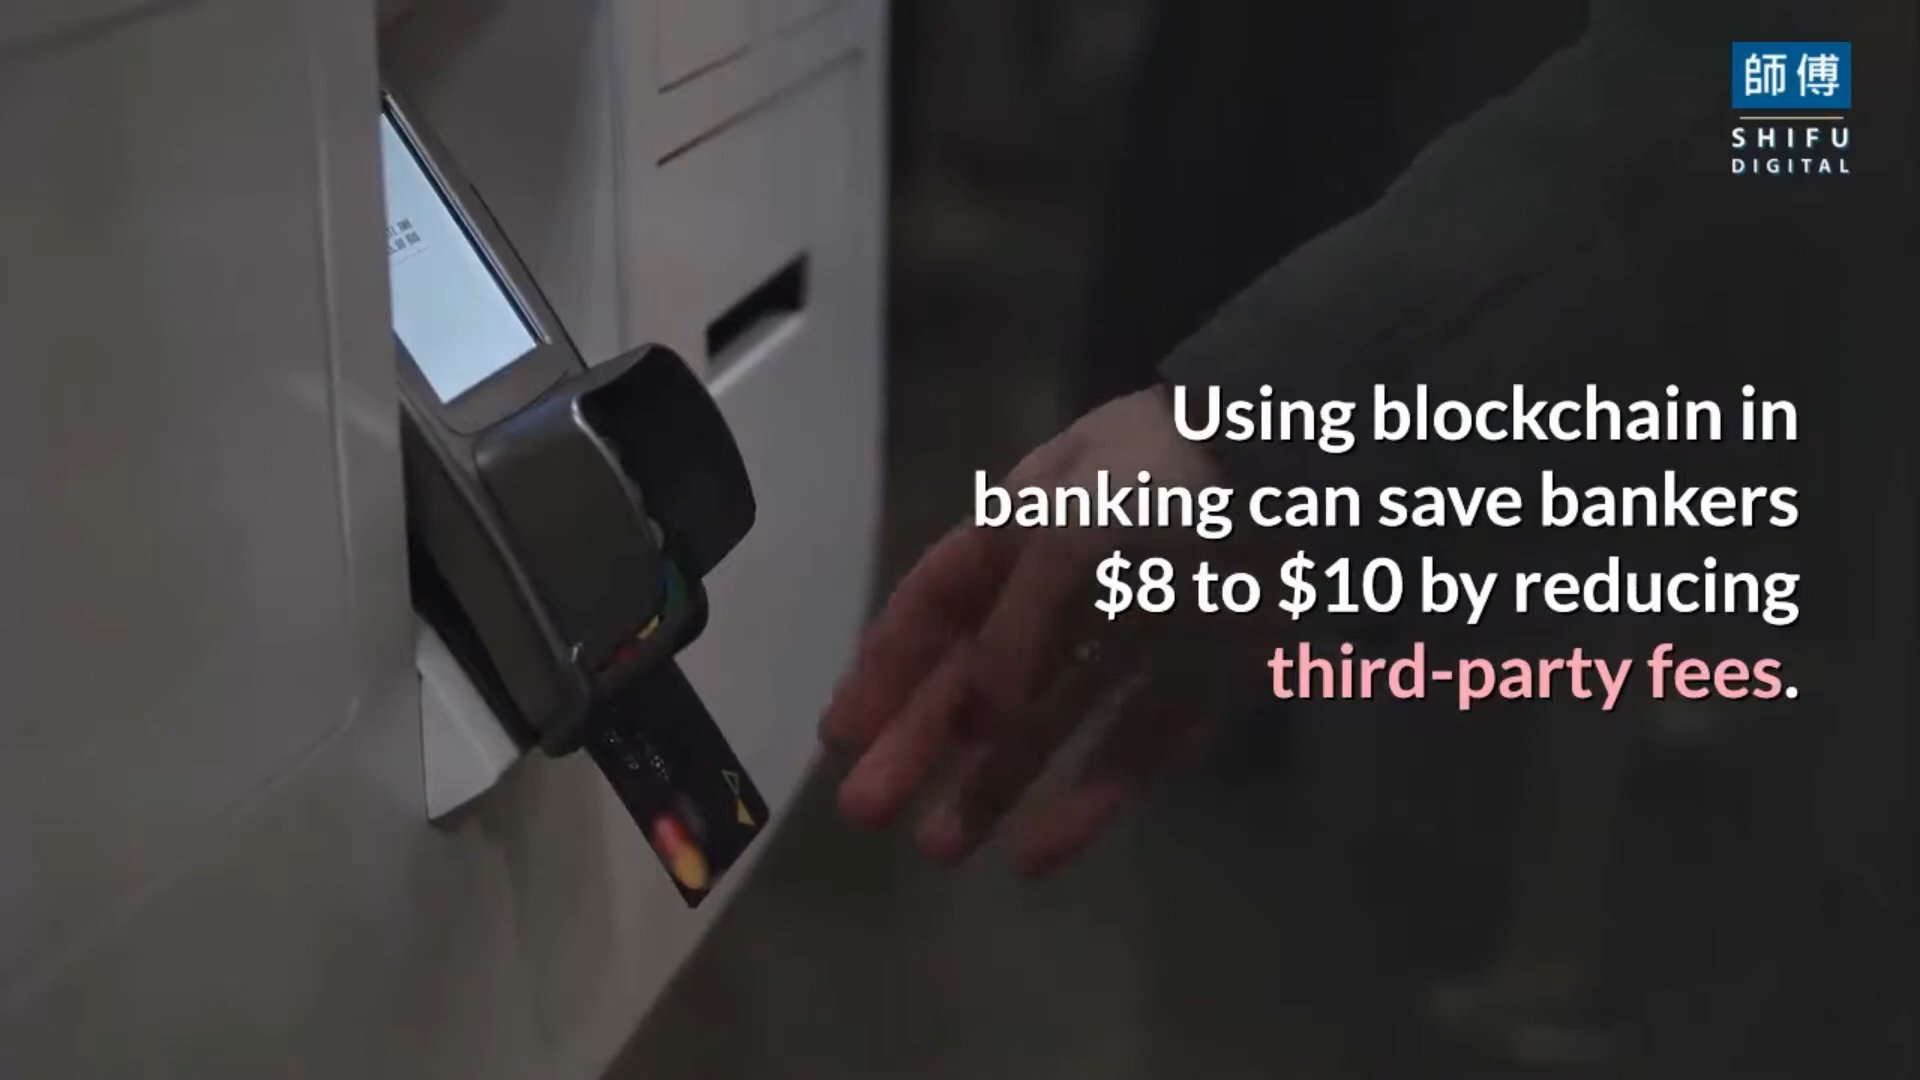 師傅
SHIFU
DIGITAL
Using blockchain in
banking can save bankers
$8 to $10 by reducing
third-party fees.